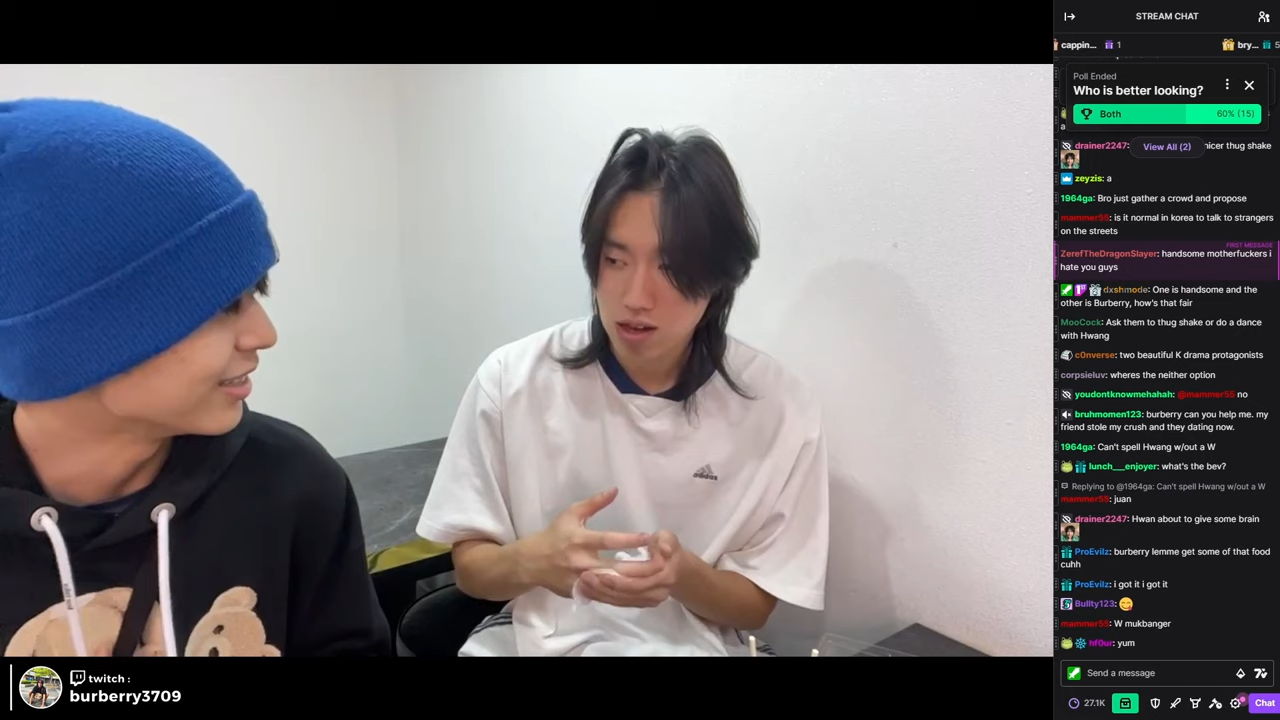 STREAM CHAT
cappin... 1
bry... 5
Poll Ended
Who is better looking?
Both 60% (15)
View All (2)
drainer2247: nicer thug shake
zeyzis: a
1964ga: Bro just gather a crowd and propose
mammer55: is it normal in korea to talk to strangers
on the streets
FIRST MESSAGE
ZerefTheDragonSlayer: handsome motherfuckers i
hate you guys
dxshmode: One is handsome and the
other is Burberry, how's that fair
MooCock: Ask them to thug shake or do a dance
with Hwang
c0nverse: two beautiful K drama protagonists
corpsieluv: wheres the neither option
youdontknowmehahah: @mammer55 no
bruhmomen123: burberry can you help me. my
friend stole my crush and they dating now.
1964ga: Can't spell Hwang w/out a W
lunch__enjoyer: what's the bev?
Replying to @1964ga: Can't spell Hwang w/out a W
mammer55: juan
drainer2247: Hwan about to give some brain
ProEvilz: burberry lemme get some of that food
cuhh
ProEvilz: i got it i got it
Bullty123:
mammer55: W mukbanger
hf0ur: yum
Send a message
27.1K
Chat
adidas
twitch :
burberry3709